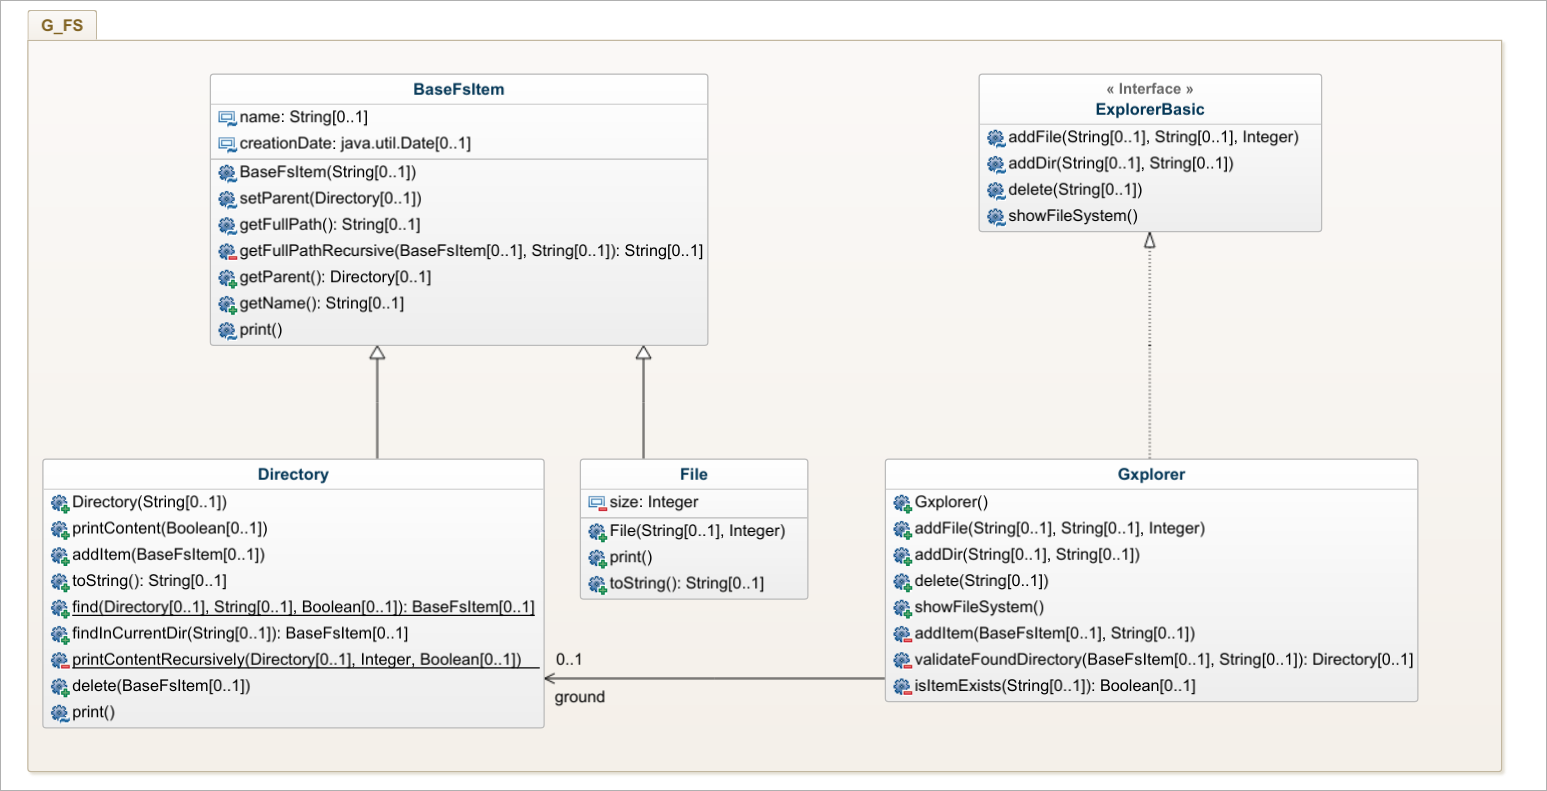 G_FS
BaseFsItem
name: String[0..1]
creationDate: java.util.Date[0..1]
BaseFsItem(String[0..1])
setParent(Directory[0..1])
getFullPath(): String[0..1]
getFullPathRecursive(BaseFsItem[0..1], String[0..1]): String[0..1]
getParent(): Directory[0..1]
getName(): String[0..1]
print()
« Interface »
ExplorerBasic
addFile(String[0..1], String[0..1], Integer)
addDir(String[0..1], String[0..1])
delete(String[0..1])
showFileSystem()
Directory
Directory(String[0..1])
printContent(Boolean[0..1])
addItem(BaseFsItem[0..1])
toString(): String[0..1]
find(Directory[0..1], String[0..1], Boolean[0..1]): BaseFsItem[0..1]
findInCurrentDir(String[0..1]): BaseFsItem[0..1]
printContentRecursively(Directory[0..1], Integer, Boolean[0..1])
delete(BaseFsItem[0..1])
print()
File
size: Integer
File(String[0..1], Integer)
print()
toString(): String[0..1]
0..1
ground
Gxplorer
Gxplorer()
addFile(String[0..1], String[0..1], Integer)
addDir(String[0..1], String[0..1])
delete(String[0..1])
showFileSystem()
addItem(BaseFsItem[0..1], String[0..1])
validateFoundDirectory(BaseFsItem[0..1], String[0..1]): Directory[0..1]
isItemExists(String[0..1]): Boolean[0..1]